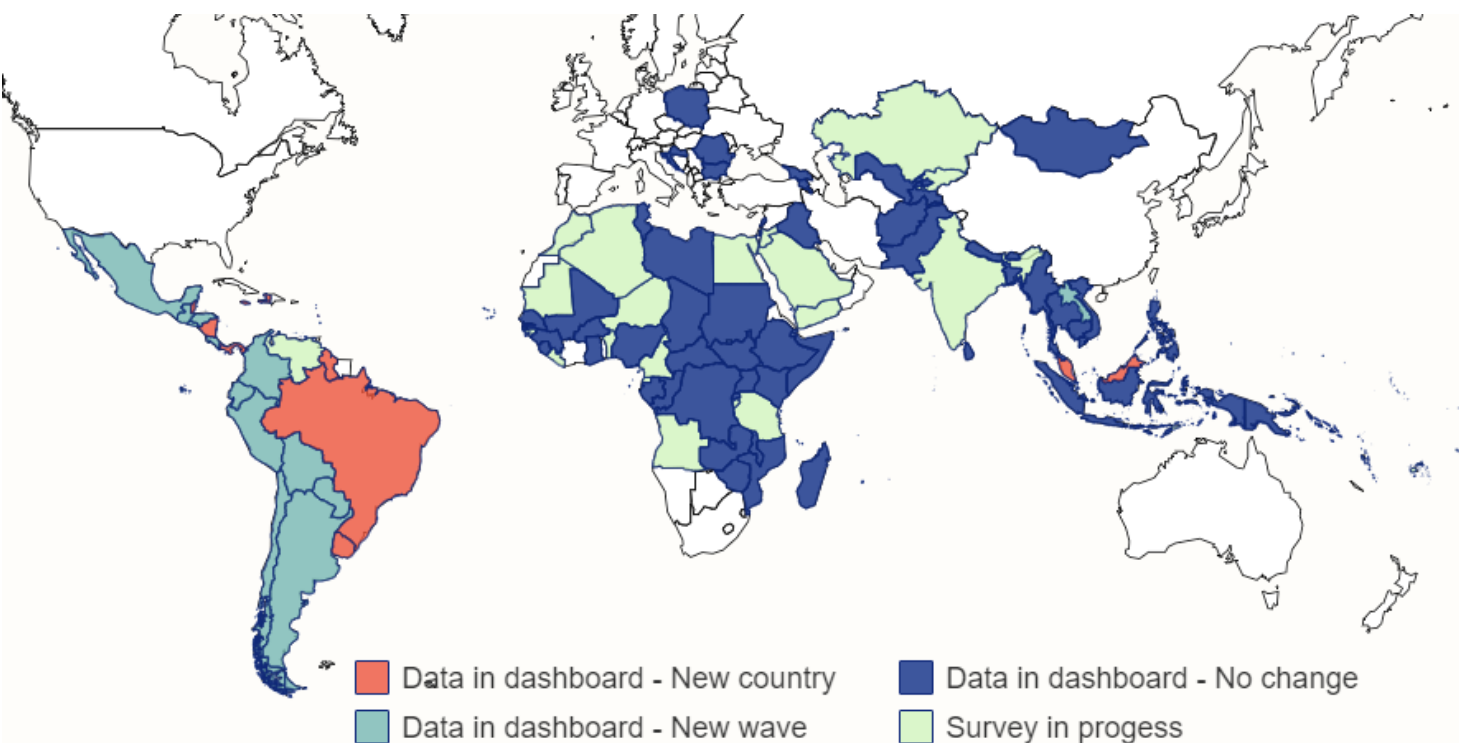 Data in dashboard - New country
Data in dashboard - No change
Data in dashboard - New wave
Survey in progess